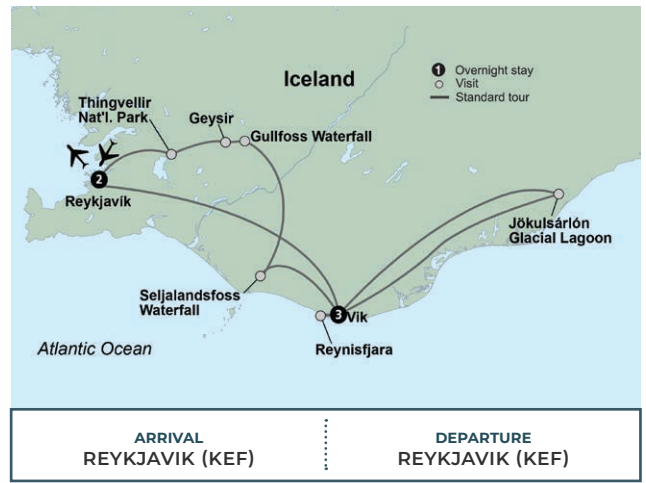 Iceland
1 Overnight stay
Visit
Standard tour
Thingvellir
Nat'l. Park
Geysir
Gullfoss Waterfall
2
Reykjavík
Jökulsárlón
Glacial Lagoon
Seljalandsfoss
Waterfall
3 Vik
Reynisfjara
Atlantic Ocean
ARRIVAL
REYKJAVIK (KEF)
DEPARTURE
REYKJAVIK (KEF)